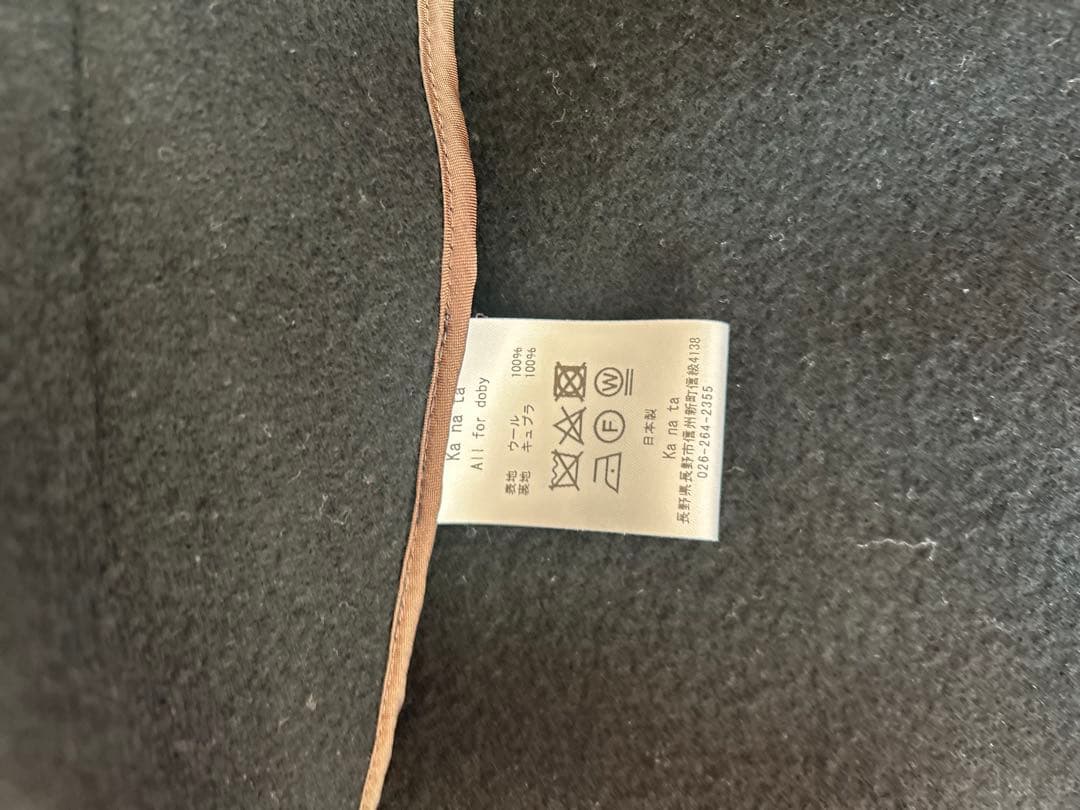 Ka na ta
All for doby
表地 ウール 100%
裏地 キュプラ 100%
F W
日本製
Ka na ta
長野県長野市信州新町信級4138
026-264-2355